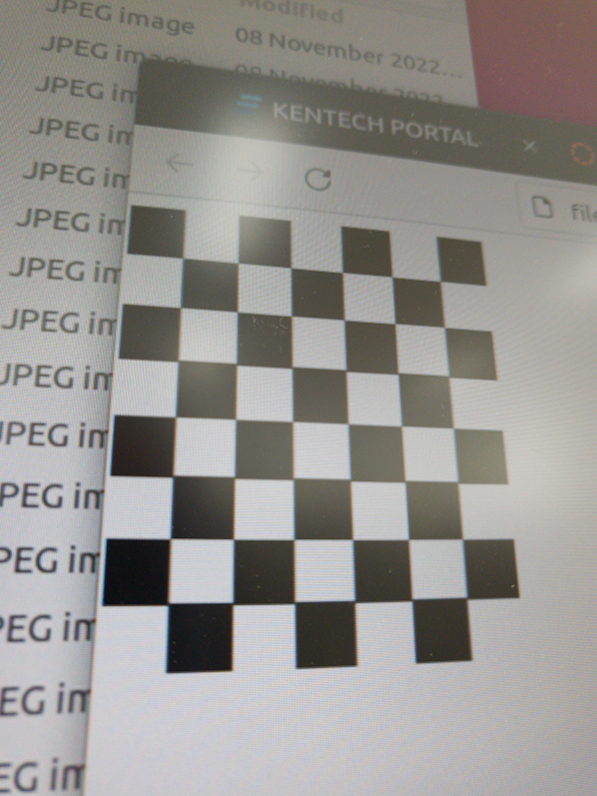 Modified
JPEG image
08 November 2022...
JPEG image
08 November 2022
JPEG im
KENTECH PORTAL
JPEG im
JPEG im
file
JPEG im
JPEG im
JPEG im
JPEG im
JPEG im
PEG im
PEG im
PEG im
EG im
EG im